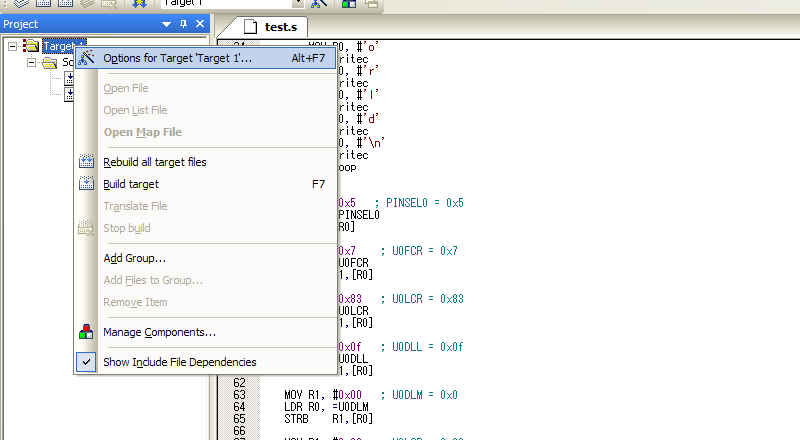 Target 1
Project
test.s
MOV R0, #'o'
Target 1
ritec
Options for Target 'Target 1'...    Alt+F7
0, #'r'
ritec
Open File
0, #'l'
ritec
Open List File
0, #'d'
ritec
Open Map File
0, #'\n'
ritec
Rebuild all target files
oop
Build target    F7
Translate File
0x5   ; PINSEL0 = 0x5
PINSEL0
Stop build
R0]
0x7   ; U0FCR = 0x7
Add Group...
U0FCR
1,[R0]
Add Files to Group...
Remove Item
0x83   ; U0LCR = 0x83
U0LCR
1,[R0]
Manage Components...
0x0f   ; U0DLL = 0x0f
U0DLL
Show Include File Dependencies
1,[R0]
62
63    MOV R1, #0x00   ; U0DLM = 0x0
64    LDR R0, =U0DLM
65    STRB   R1,[R0]